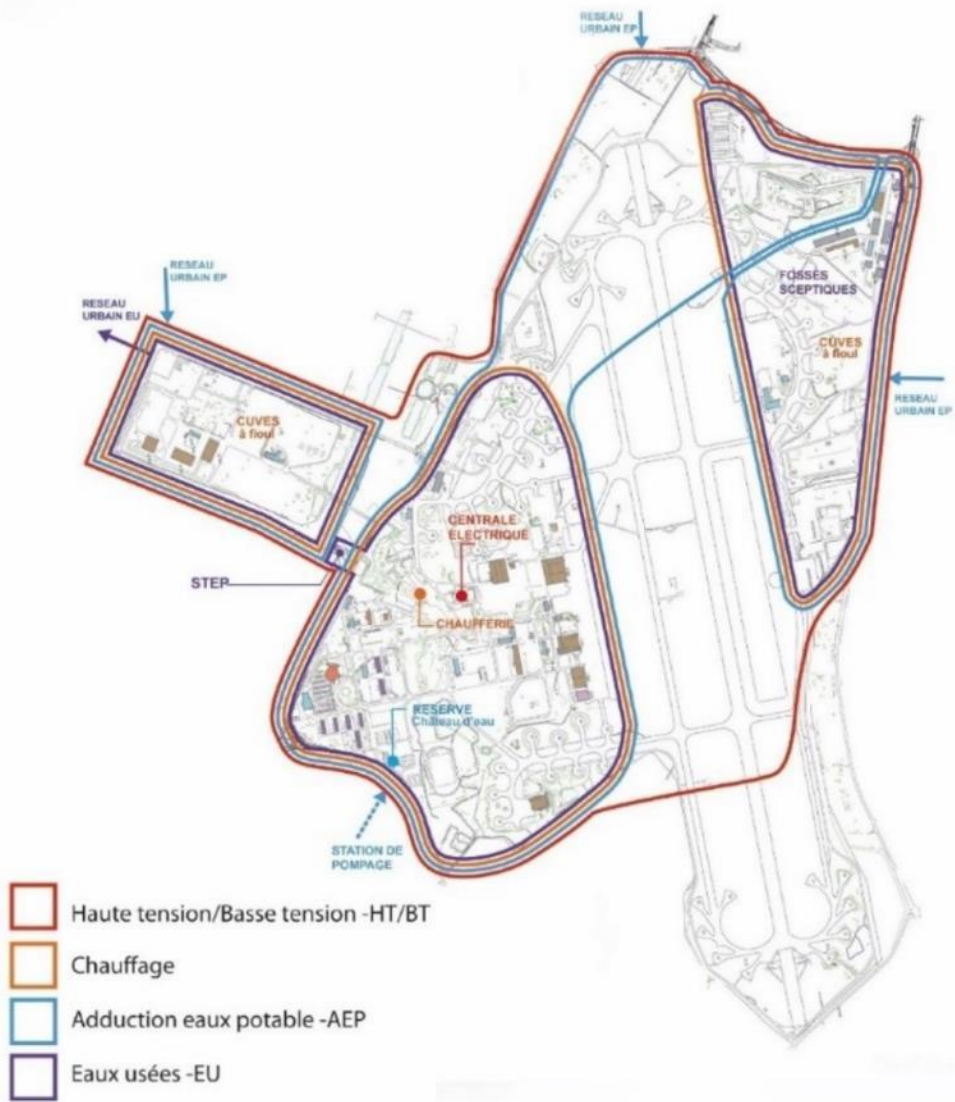 RESEAU
URBAIN EP
RESEAU
URBAIN EP
RESEAU
URBAIN EU
FOSSÉS
SCEPTIQUES
CUVES
à fioul
RESEAU
URBAIN EP
CUVES
à fioul
CENTRALE
ELECTRIQUE
STEP
CHAUFFERIE
RESERVE
Château d'eau
STATION DE
POMPAGE
Haute tension/Basse tension -HT/BT
Chauffage
Adduction eaux potable -AEP
Eaux usées -EU